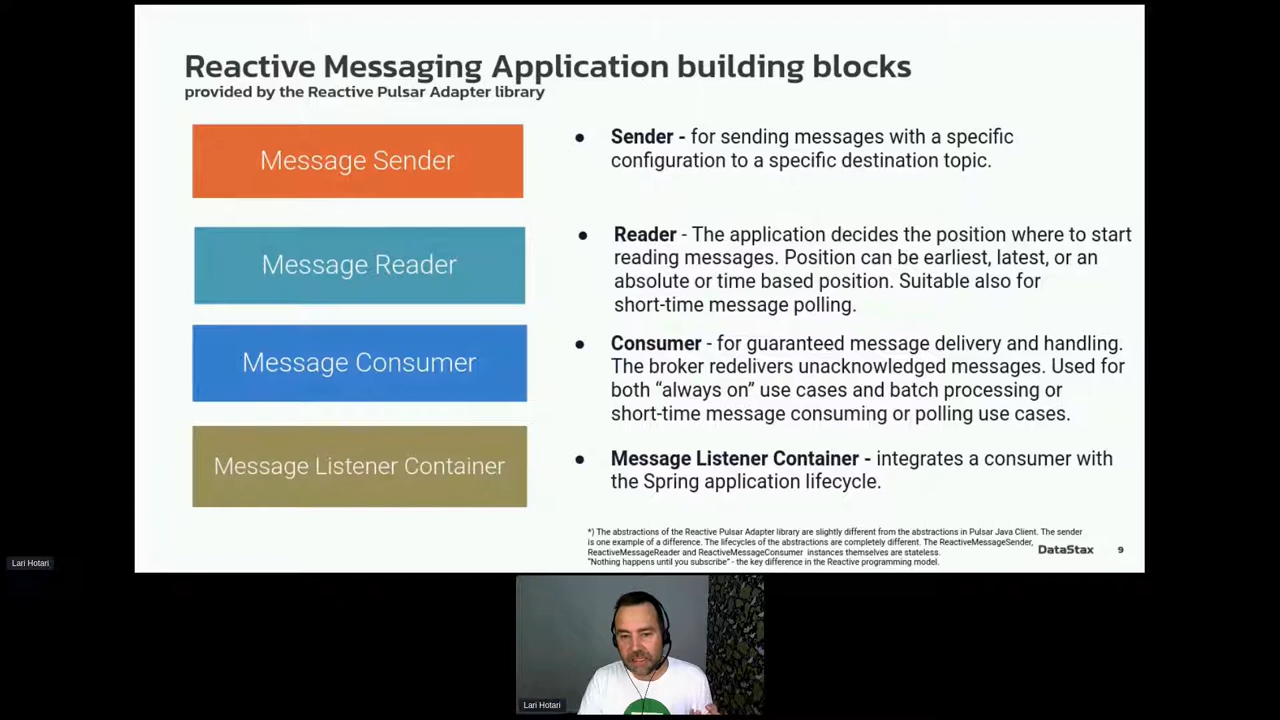 Reactive Messaging Application building blocks
provided by the Reactive Pulsar Adapter library
Message Sender
● Sender - for sending messages with a specific
configuration to a specific destination topic.
Message Reader
● Reader - The application decides the position where to start
reading messages. Position can be earliest, latest, or an
absolute or time based position. Suitable also for
short-time message polling.
Message Consumer
● Consumer - for guaranteed message delivery and handling.
The broker redelivers unacknowledged messages. Used for
both “always on” use cases and batch processing or
short-time message consuming or polling use cases.
Message Listener Container
● Message Listener Container - integrates a consumer with
the Spring application lifecycle.
*) The abstractions of the Reactive Pulsar Adapter library are slightly different from the abstractions in Pulsar Java Client. The sender
is one example of a difference. The lifecycles of the abstractions are completely different. The ReactiveMessageSender,
ReactiveMessageReader and ReactiveMessageConsumer instances themselves are stateless.
"Nothing happens until you subscribe" - the key difference in the Reactive programming model.
DataStax 9
Lari Hotari
Lari Hotari